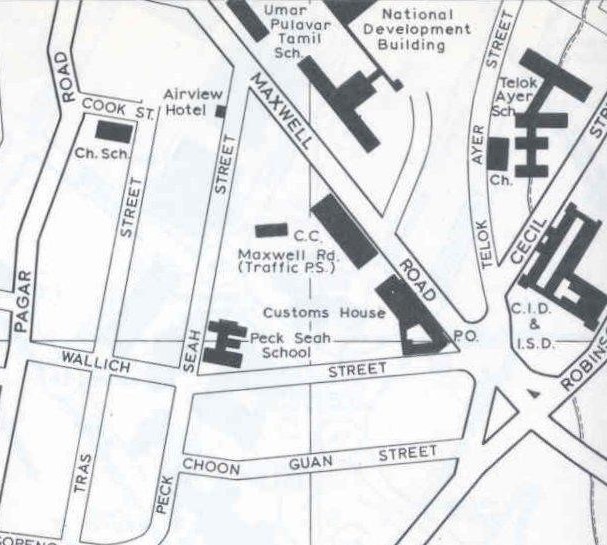 Umar
Pulavar
Tamil
Sch.
National
Development
Building
STREET
ROAD
Airview
Hotel
MAXWELL
Telok
Ayer
Sch.
COOK ST.
Ch. Sch.
AYER
Ch.
STREET
STREET
TELOK
CECIL
C.C.
Maxwell Rd.
(Traffic P.S.)
ROAD
PAGAR
Customs House
C.I.D.
&
I.S.D.
P.O.
Peck Seah
School
SEAH
WALLICH
STREET
ROBINS
CHOON GUAN STREET
TRAS
PECK